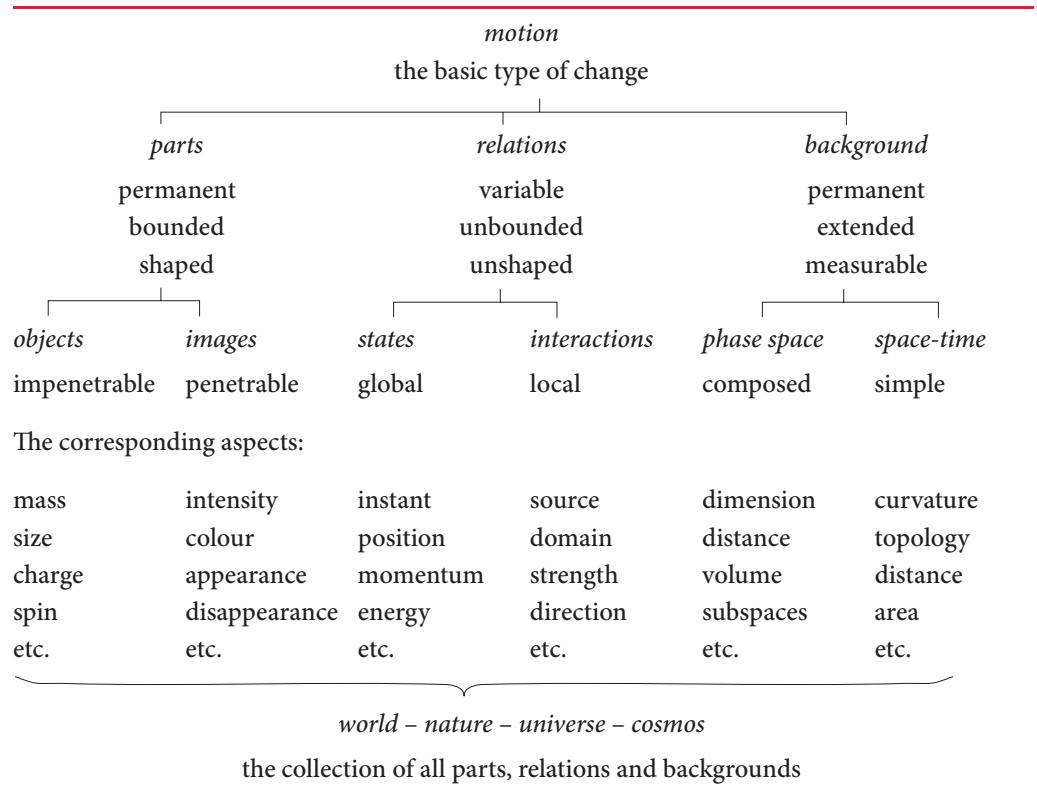 motion
the basic type of change
parts relations background
permanent variable permanent
bounded unbounded extended
shaped unshaped measurable
objects images states interactions phase space space-time
impenetrable penetrable global local composed simple
The corresponding aspects:
mass intensity instant source dimension curvature
size colour position domain distance topology
charge appearance momentum strength volume distance
spin disappearance energy direction subspaces area
etc. etc. etc. etc. etc. etc.
world – nature – universe – cosmos
the collection of all parts, relations and backgrounds